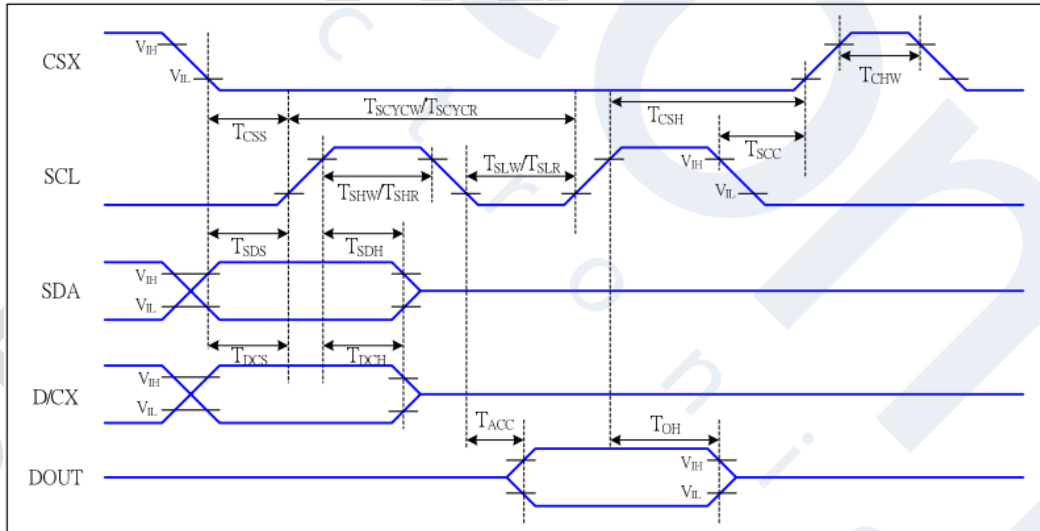 CSX
VIH
VIL
TCSS
TSCYCW/TSCYCR
TCSH
TCHW
TSCC
SCL
TSHW/TSHR
TSLW/TSLR
VIH
VIL
TSDS
TSDH
SDA
VIH
VIL
TDCS
TDCH
D/CX
VIH
VIL
TACC
TOH
DOUT
VIH
VIL
c
t
r
o
n
i